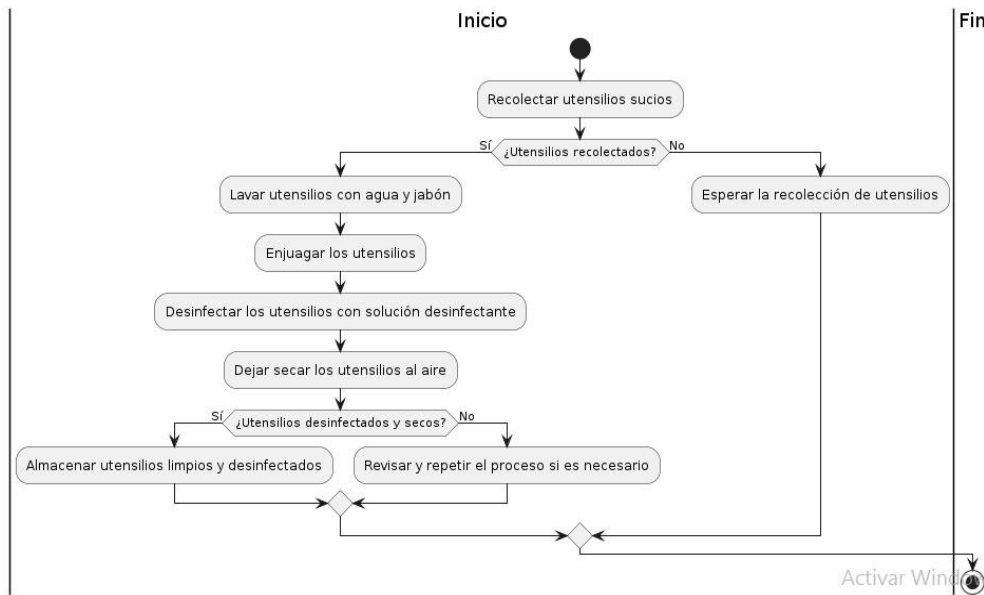 Inicio
Fin
Recolectar utensilios sucios
Sí
¿Utensilios recolectados?
No
Lavar utensilios con agua y jabón
Esperar la recolección de utensilios
Enjuagar los utensilios
Desinfectar los utensilios con solución desinfectante
Dejar secar los utensilios al aire
Sí
¿Utensilios desinfectados y secos?
No
Almacenar utensilios limpios y desinfectados
Revisar y repetir el proceso si es necesario
Activar